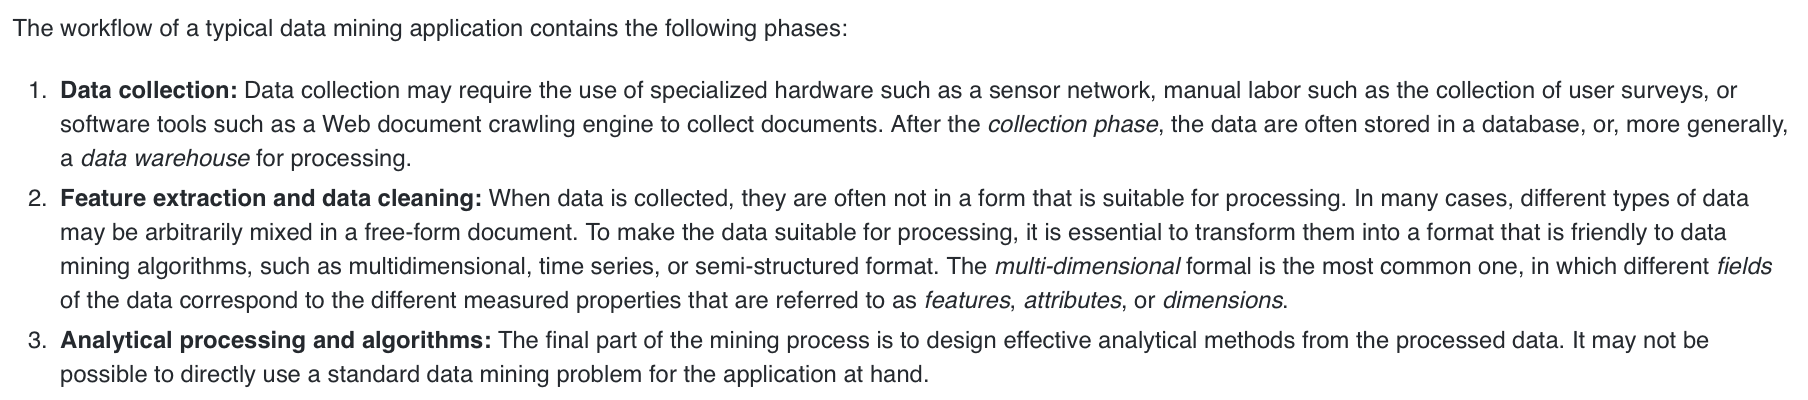 The workflow of a typical data mining application contains the following phases:
1. Data collection: Data collection may require the use of specialized hardware such as a sensor network, manual labor such as the collection of user surveys, or
software tools such as a Web document crawling engine to collect documents. After the collection phase, the data are often stored in a database, or, more generally,
a data warehouse for processing.
2. Feature extraction and data cleaning: When data is collected, they are often not in a form that is suitable for processing. In many cases, different types of data
may be arbitrarily mixed in a free-form document. To make the data suitable for processing, it is essential to transform them into a format that is friendly to data
mining algorithms, such as multidimensional, time series, or semi-structured format. The multi-dimensional formal is the most common one, in which different fields
of the data correspond to the different measured properties that are referred to as features, attributes, or dimensions.
3. Analytical processing and algorithms: The final part of the mining process is to design effective analytical methods from the processed data. It may not be
possible to directly use a standard data mining problem for the application at hand.